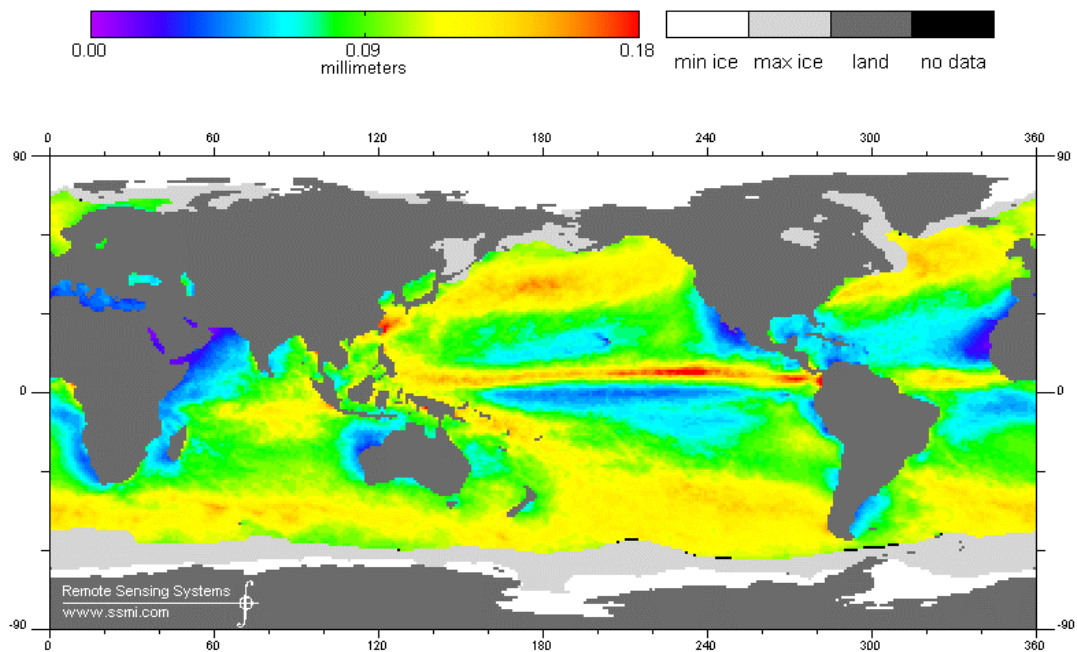 0.00 0.09 0.18
millimeters
min ice max ice land no data
0 60 120 180 240 300 360
90 90
0 0
-90 -90
Remote Sensing Systems
www.ssmi.com
0 60 120 180 240 300 360